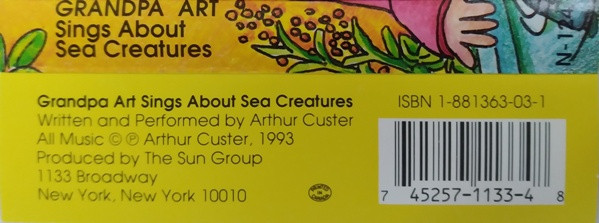 GRANDPA ART
Sings About
Sea Creatures
Grandpa Art Sings About Sea Creatures
Written and Performed by Arthur Custer
All Music © ℗ Arthur Custer, 1993
Produced by The Sun Group
1133 Broadway
New York, New York 10010
ISBN 1-881363-03-1
7 45257-1133-4 8